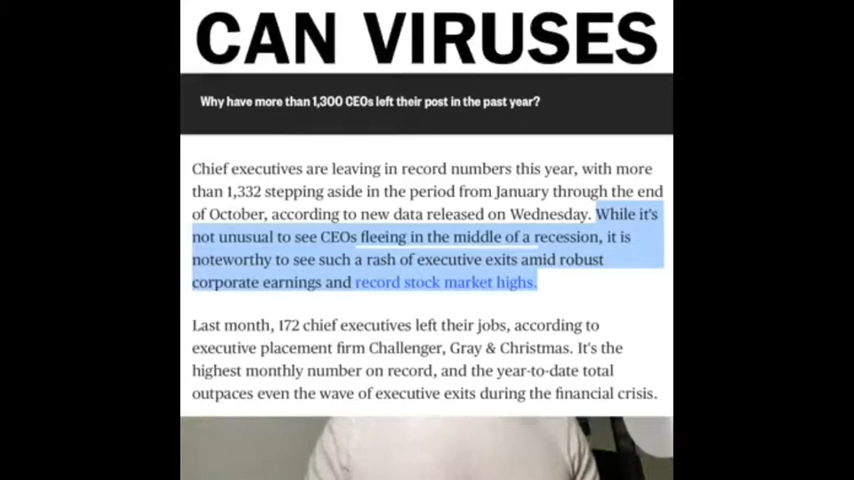 CAN VIRUSES
Why have more than 1,300 CEOs left their post in the past year?
Chief executives are leaving in record numbers this year, with more
than 1,332 stepping aside in the period from January through the end
of October, according to new data released on Wednesday. While it's
not unusual to see CEOs fleeing in the middle of a recession, it is
noteworthy to see such a rash of executive exits amid robust
corporate earnings and record stock market highs.
Last month, 172 chief executives left their jobs, according to
executive placement firm Challenger, Gray & Christmas. It's the
highest monthly number on record, and the year-to-date total
outpaces even the wave of executive exits during the financial crisis.